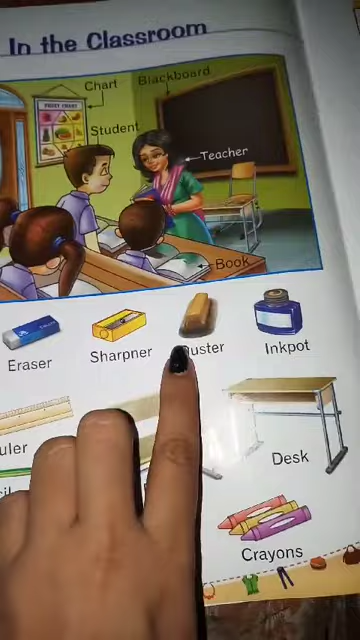 In the Classroom
Chart
Blackboard
FRUIT CHART
Student
Teacher
Book
Eraser
Sharpner
uster
Inkpot
uler
Desk
Crayons